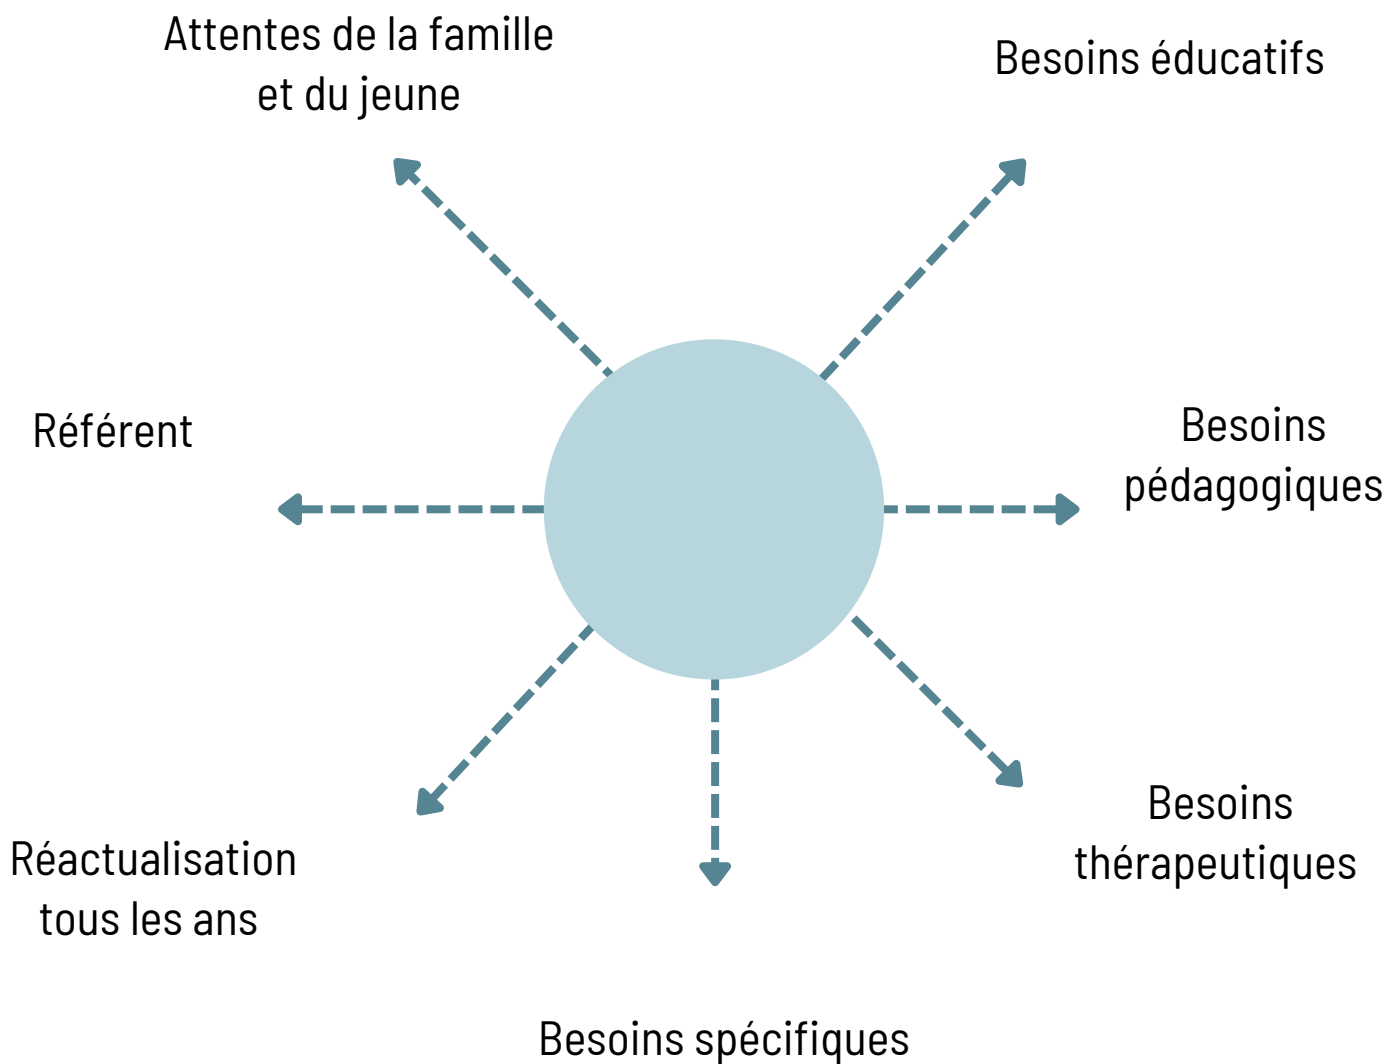 Attentes de la famille
et du jeune
Besoins éducatifs
Référent
Besoins
pédagogiques
Besoins
thérapeutiques
Réactualisation
tous les ans
Besoins spécifiques